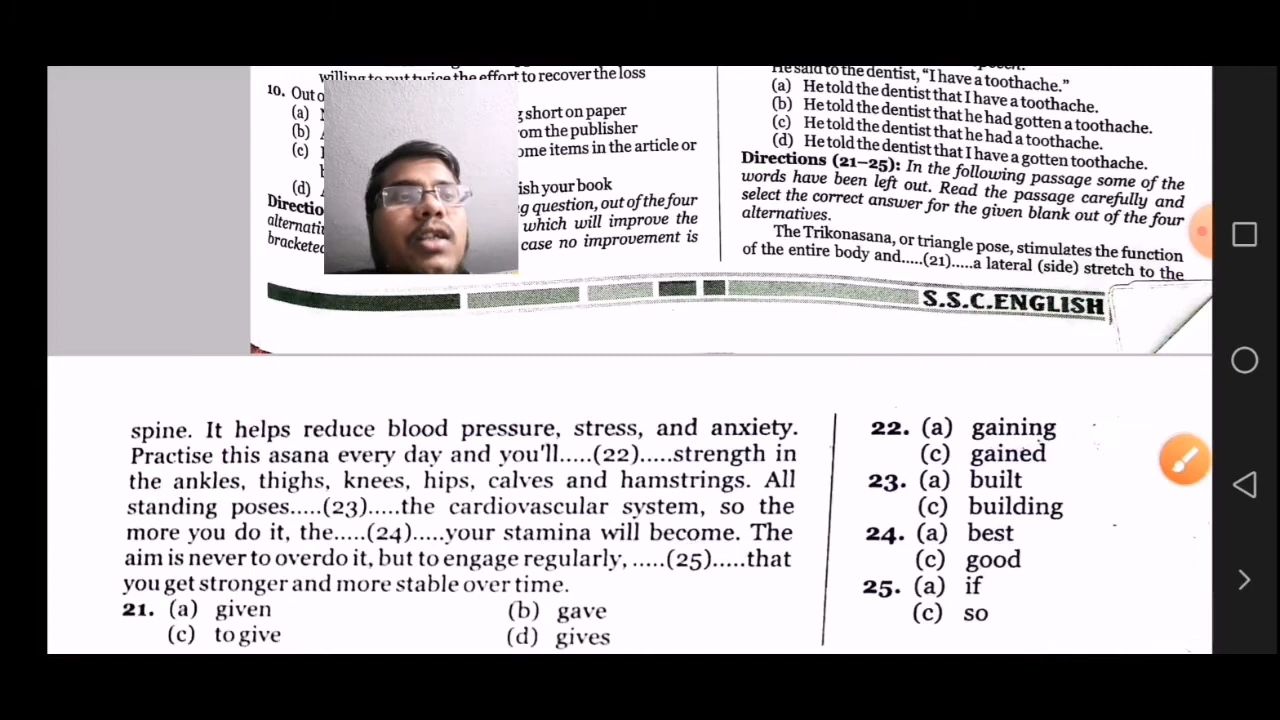 willing to put twice the effort to recover the loss
10. Out o
(a)
g short on paper
(b)
rom the publisher
(c)
ome items in the article or
(d)
ish your book
Directio
g question, out of the four
alternati
which will improve the
bracketed
case no improvement is
He said to the dentist, "I have a toothache."
(a) He told the dentist that I have a toothache.
(b) He told the dentist that he had gotten a toothache.
(c) He told the dentist that he had a toothache.
(d) He told the dentist that I have a gotten toothache.
Directions (21–25): In the following passage some of the
words have been left out. Read the passage carefully and
select the correct answer for the given blank out of the four
alternatives.
The Trikonasana, or triangle pose, stimulates the function
of the entire body and.....(21).....a lateral (side) stretch to the
S.S.C.ENGLISH
spine. It helps reduce blood pressure, stress, and anxiety.
Practise this asana every day and you'll.....(22).....strength in
the ankles, thighs, knees, hips, calves and hamstrings. All
standing poses.....(23).....the cardiovascular system, so the
more you do it, the.....(24).....your stamina will become. The
aim is never to overdo it, but to engage regularly, .....(25).....that
you get stronger and more stable over time.
21. (a) given
(b) gave
(c) to give
(d) gives
22. (a) gaining
(c) gained
23. (a) built
(c) building
24. (a) best
(c) good
25. (a) if
(c) so